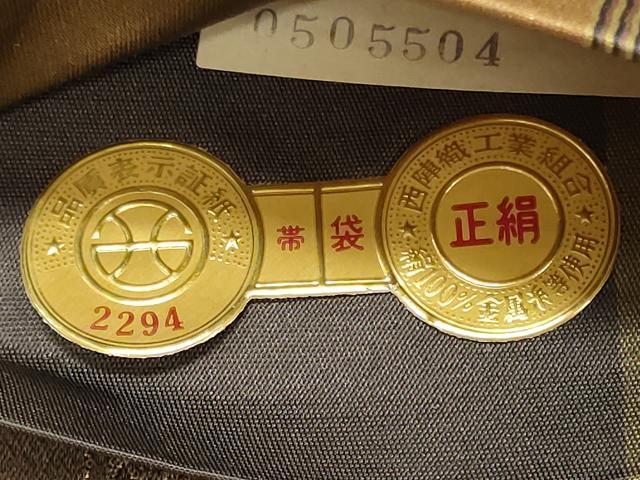 0505504
品質表示証紙
2294
帯 袋
西陣織工業組合
正絹
絹100%金属糸等使用